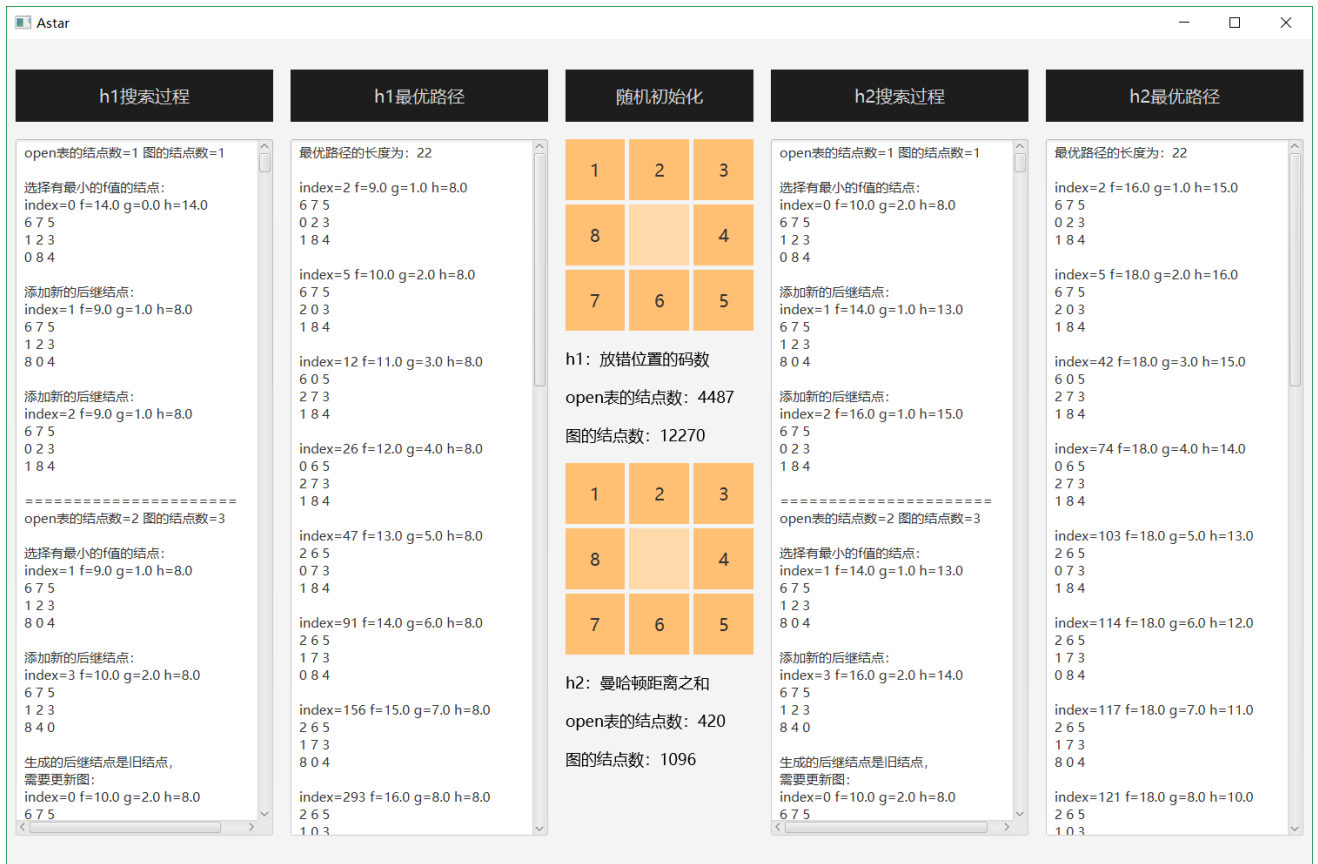 Astar
h1搜索过程
h1最优路径
随机初始化
h2搜索过程
h2最优路径
open表的结点数=1 图的结点数=1
选择有最小的f值的结点:
index=0 f=14.0 g=0.0 h=14.0
6 7 5
1 2 3
0 8 4
添加新的后继结点:
index=1 f=9.0 g=1.0 h=8.0
6 7 5
1 2 3
8 0 4
添加新的后继结点:
index=2 f=9.0 g=1.0 h=8.0
6 7 5
0 2 3
1 8 4
======================
open表的结点数=2 图的结点数=3
选择有最小的f值的结点:
index=1 f=9.0 g=1.0 h=8.0
6 7 5
1 2 3
8 0 4
添加新的后继结点:
index=3 f=10.0 g=2.0 h=8.0
6 7 5
1 2 3
8 4 0
生成的后继结点是旧结点,
需要更新图:
index=0 f=10.0 g=2.0 h=8.0
6 7 5
最优路径的长度为: 22
index=2 f=9.0 g=1.0 h=8.0
6 7 5
0 2 3
1 8 4
index=5 f=10.0 g=2.0 h=8.0
6 7 5
2 0 3
1 8 4
index=12 f=11.0 g=3.0 h=8.0
6 0 5
2 7 3
1 8 4
index=26 f=12.0 g=4.0 h=8.0
0 6 5
2 7 3
1 8 4
index=47 f=13.0 g=5.0 h=8.0
2 6 5
0 7 3
1 8 4
index=91 f=14.0 g=6.0 h=8.0
2 6 5
1 7 3
0 8 4
index=156 f=15.0 g=7.0 h=8.0
2 6 5
1 7 3
8 0 4
index=293 f=16.0 g=8.0 h=8.0
2 6 5
1 0 3
1 2 3
8 4
7 6 5
h1: 放错位置的码数
open表的结点数: 4487
图的结点数: 12270
1 2 3
8 4
7 6 5
h2: 曼哈顿距离之和
open表的结点数: 420
图的结点数: 1096
open表的结点数=1 图的结点数=1
选择有最小的f值的结点:
index=0 f=10.0 g=2.0 h=8.0
6 7 5
1 2 3
0 8 4
添加新的后继结点:
index=1 f=14.0 g=1.0 h=13.0
6 7 5
1 2 3
8 0 4
添加新的后继结点:
index=2 f=16.0 g=1.0 h=15.0
6 7 5
0 2 3
1 8 4
======================
open表的结点数=2 图的结点数=3
选择有最小的f值的结点:
index=1 f=14.0 g=1.0 h=13.0
6 7 5
1 2 3
8 0 4
添加新的后继结点:
index=3 f=16.0 g=2.0 h=14.0
6 7 5
1 2 3
8 4 0
生成的后继结点是旧结点,
需要更新图:
index=0 f=10.0 g=2.0 h=8.0
6 7 5
最优路径的长度为: 22
index=2 f=16.0 g=1.0 h=15.0
6 7 5
0 2 3
1 8 4
index=5 f=18.0 g=2.0 h=16.0
6 7 5
2 0 3
1 8 4
index=42 f=18.0 g=3.0 h=15.0
6 0 5
2 7 3
1 8 4
index=74 f=18.0 g=4.0 h=14.0
0 6 5
2 7 3
1 8 4
index=103 f=18.0 g=5.0 h=13.0
2 6 5
0 7 3
1 8 4
index=114 f=18.0 g=6.0 h=12.0
2 6 5
1 7 3
0 8 4
index=117 f=18.0 g=7.0 h=11.0
2 6 5
1 7 3
8 0 4
index=121 f=18.0 g=8.0 h=10.0
2 6 5
1 0 3